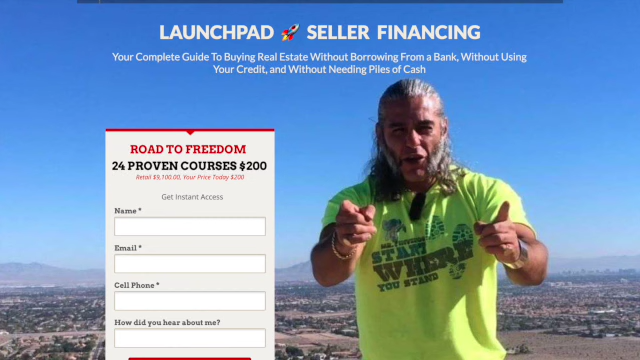 LAUNCHPAD 🚀 SELLER FINANCING
Your Complete Guide To Buying Real Estate Without Borrowing From a Bank, Without Using
Your Credit, and Without Needing Piles of Cash
ROAD TO FREEDOM
24 PROVEN COURSES $200
Retail $9,100.00, Your Price Today $200
Get Instant Access
Name *
Email *
Cell Phone *
How did you hear about me?
START
WHERE
YOU STAND